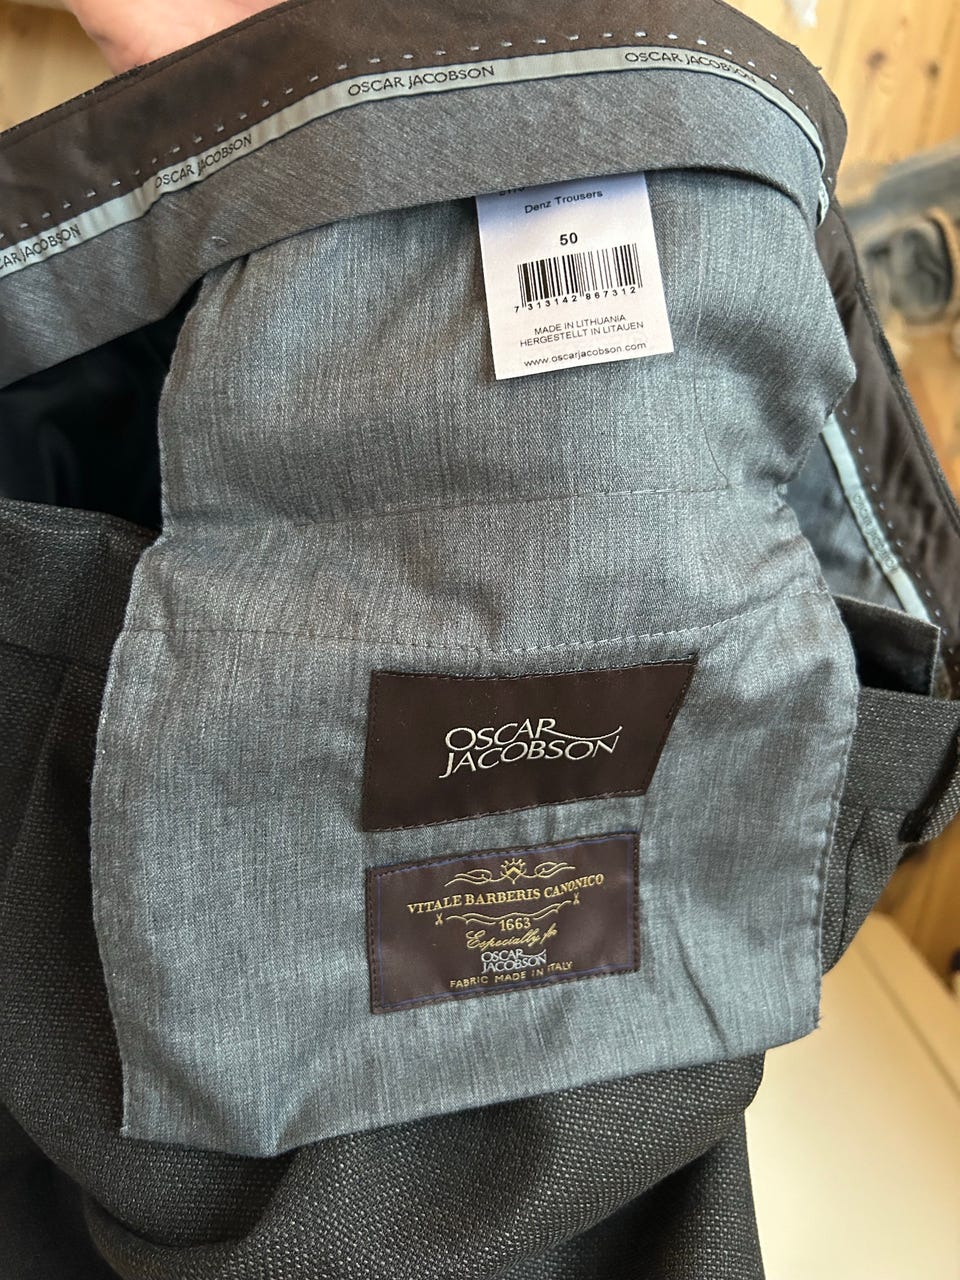 OSCAR JACOBSON
OSCAR JACOBSON
OSCAR JACOBSON
AR JACOBSON
Denz Trousers
50
7 313142 867312
MADE IN LITHUANIA
HERGESTELLT IN LITAUEN
www.oscarjacobson.com
OSCAR
JACOBSON
VITALE BARBERIS CANONICO
1663
Especially for
OSCAR
JACOBSON
FABRIC MADE IN ITALY